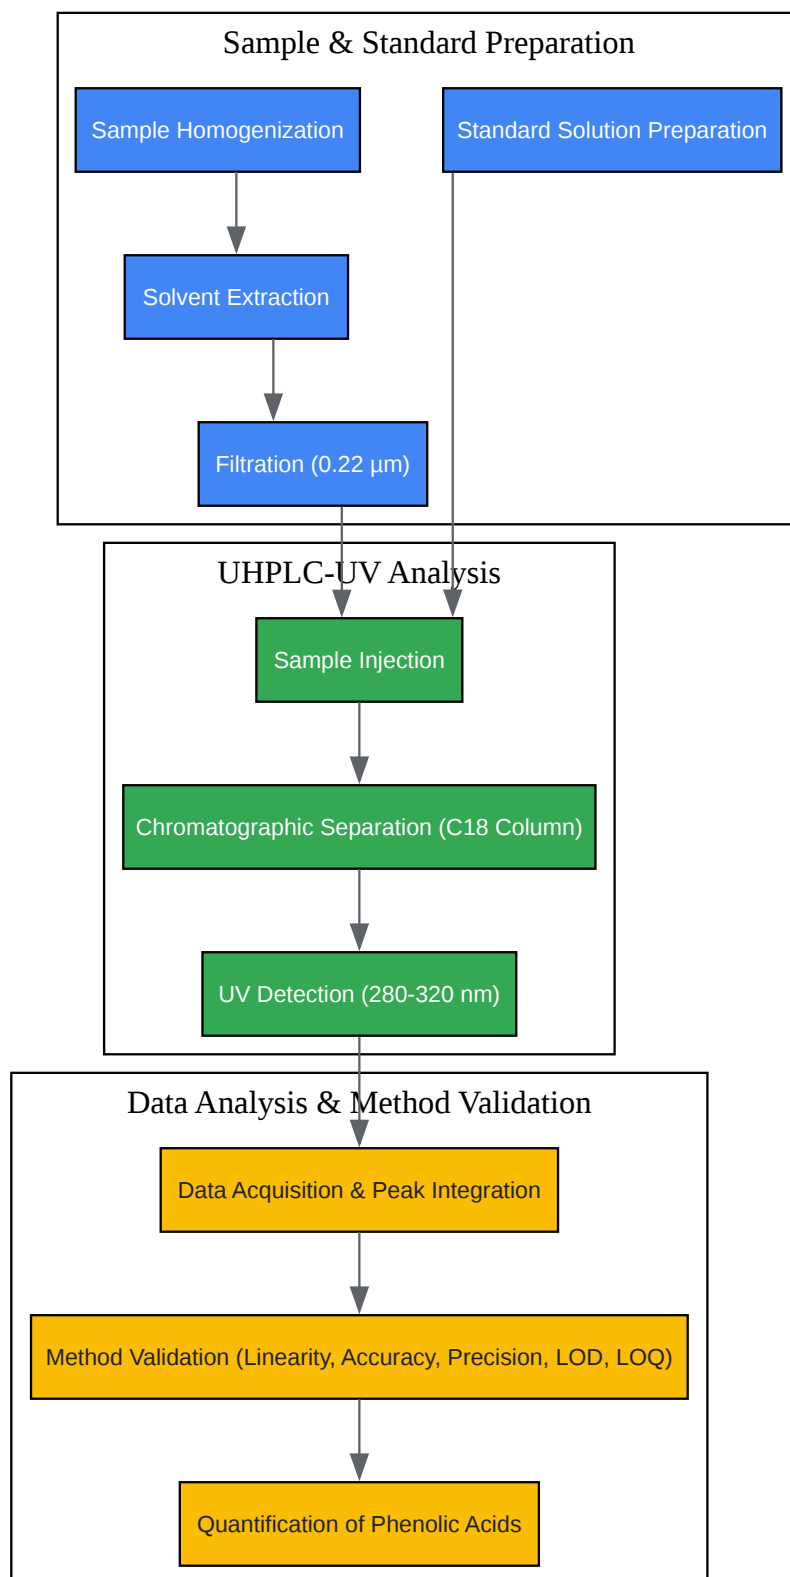 Sample & Standard Preparation
Sample Homogenization
Standard Solution Preparation
Solvent Extraction
Filtration (0.22 µm)
UHPLC-UV Analysis
Sample Injection
Chromatographic Separation (C18 Column)
UV Detection (280-320 nm)
Data Analysis & Method Validation
Data Acquisition & Peak Integration
Method Validation (Linearity, Accuracy, Precision, LOD, LOQ)
Quantification of Phenolic Acids